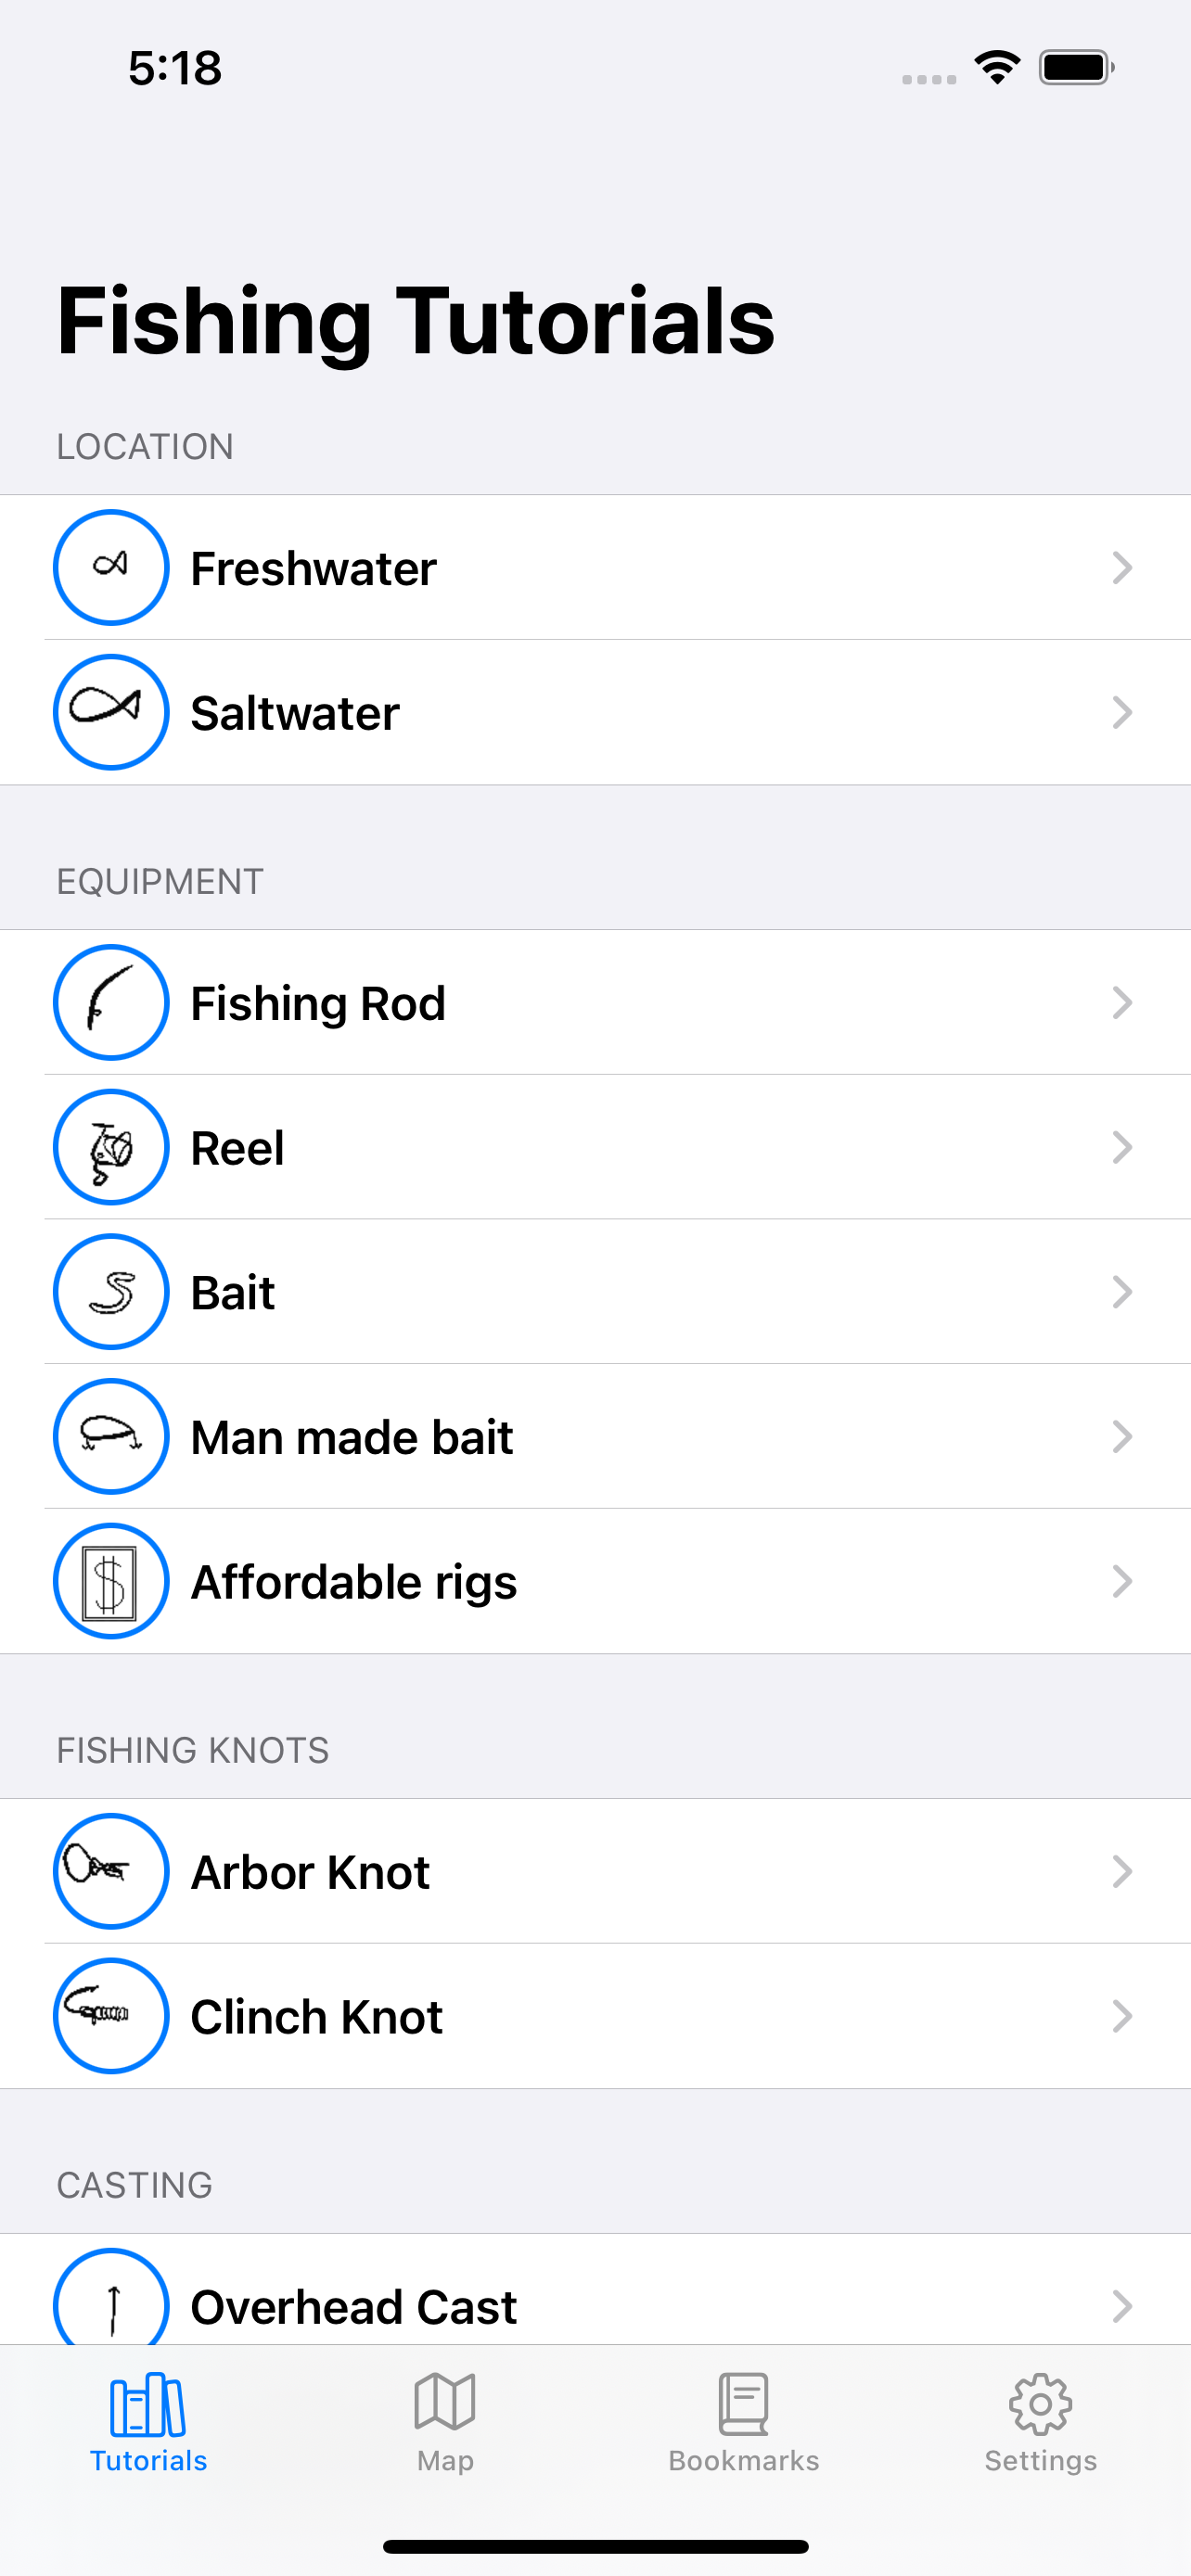 5:18
Fishing Tutorials
LOCATION
Freshwater
Saltwater
EQUIPMENT
Fishing Rod
Reel
Bait
Man made bait
Affordable rigs
FISHING KNOTS
Arbor Knot
Clinch Knot
CASTING
Overhead Cast
Tutorials
Map
Bookmarks
Settings